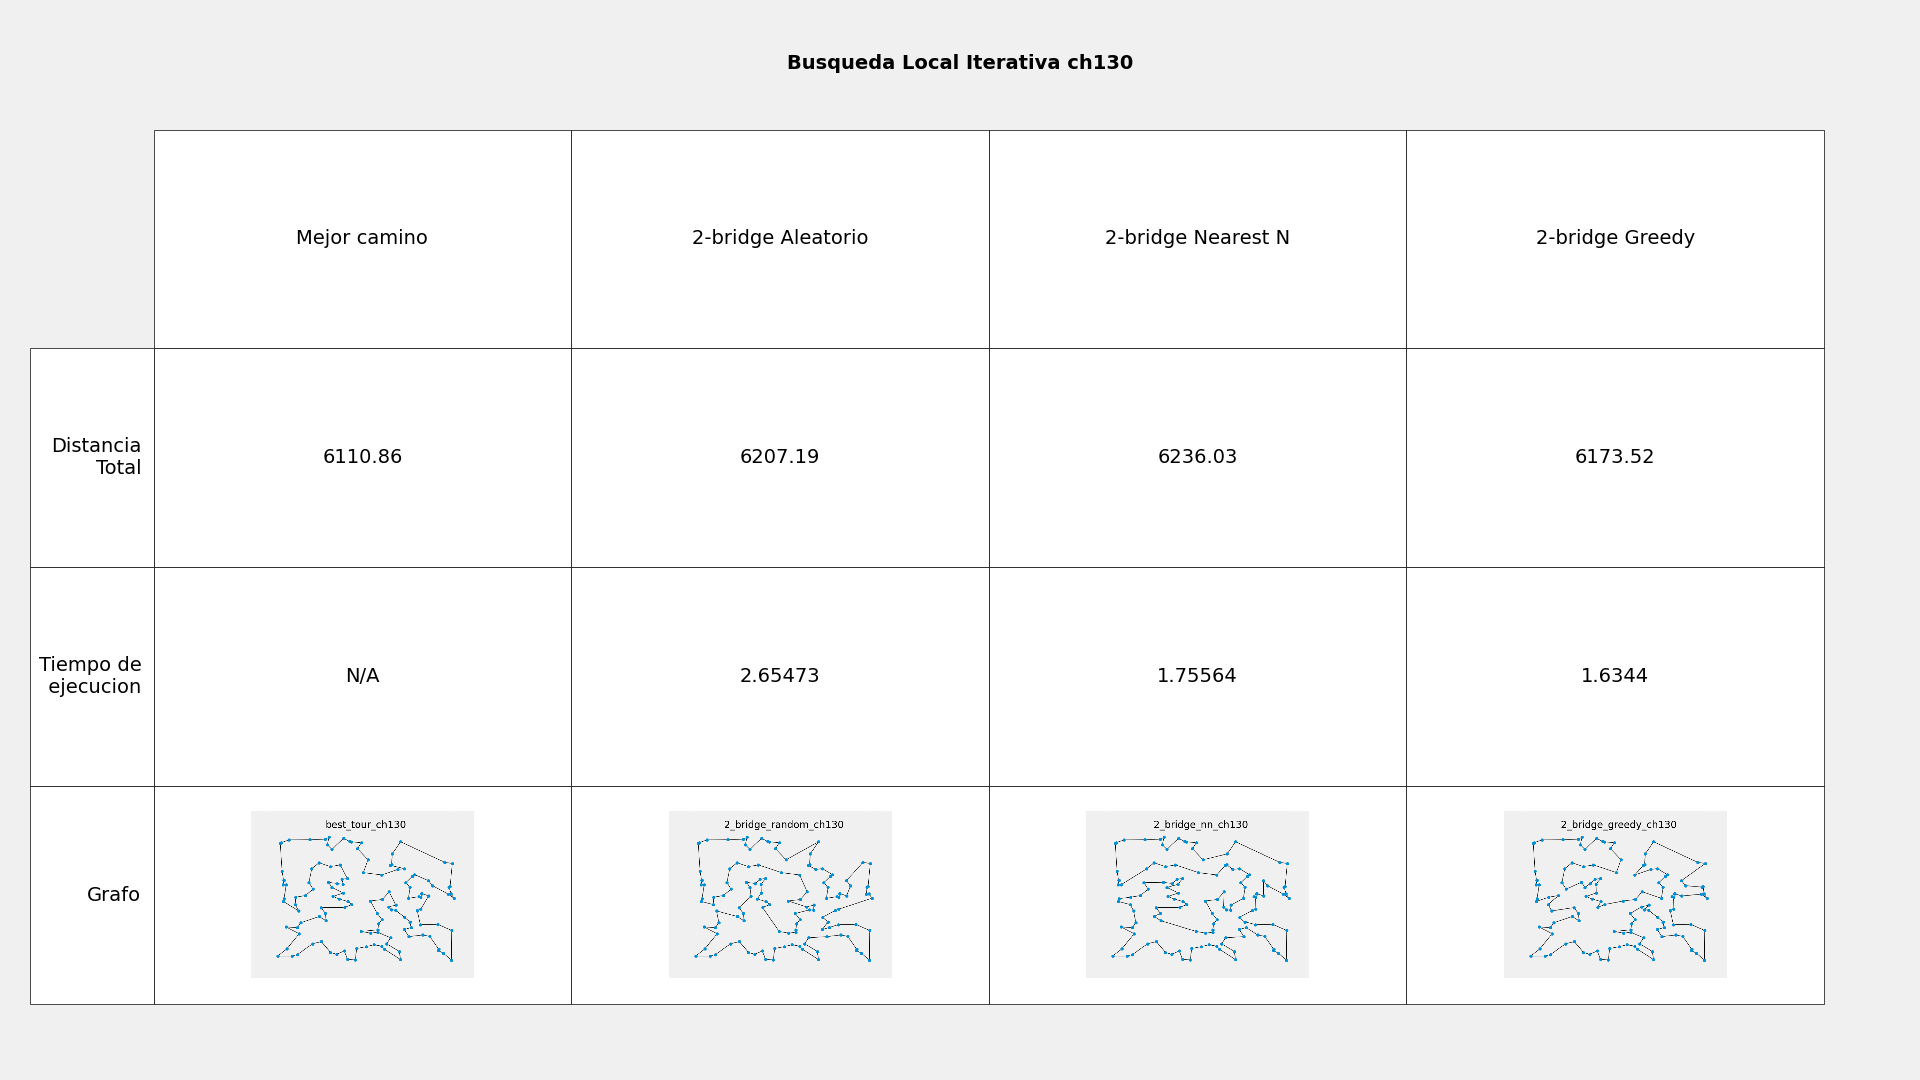 Busqueda Local Iterativa ch130
Mejor camino
2-bridge Aleatorio
2-bridge Nearest N
2-bridge Greedy
Distancia
Total
6110.86
6207.19
6236.03
6173.52
Tiempo de
ejecucion
N/A
2.65473
1.75564
1.6344
Grafo
best_tour_ch130
2_bridge_random_ch130
2_bridge_nn_ch130
2_bridge_greedy_ch130